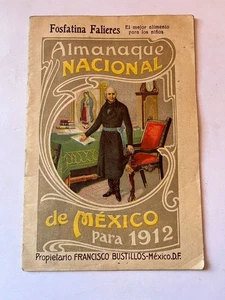 Fosfatina Falieres
El mejor alimento
para los niños.
Almanaque
NACIONAL
de MÉXICO
para 1912
Propietario FRANCISCO BUSTILLOS-México.D.F.